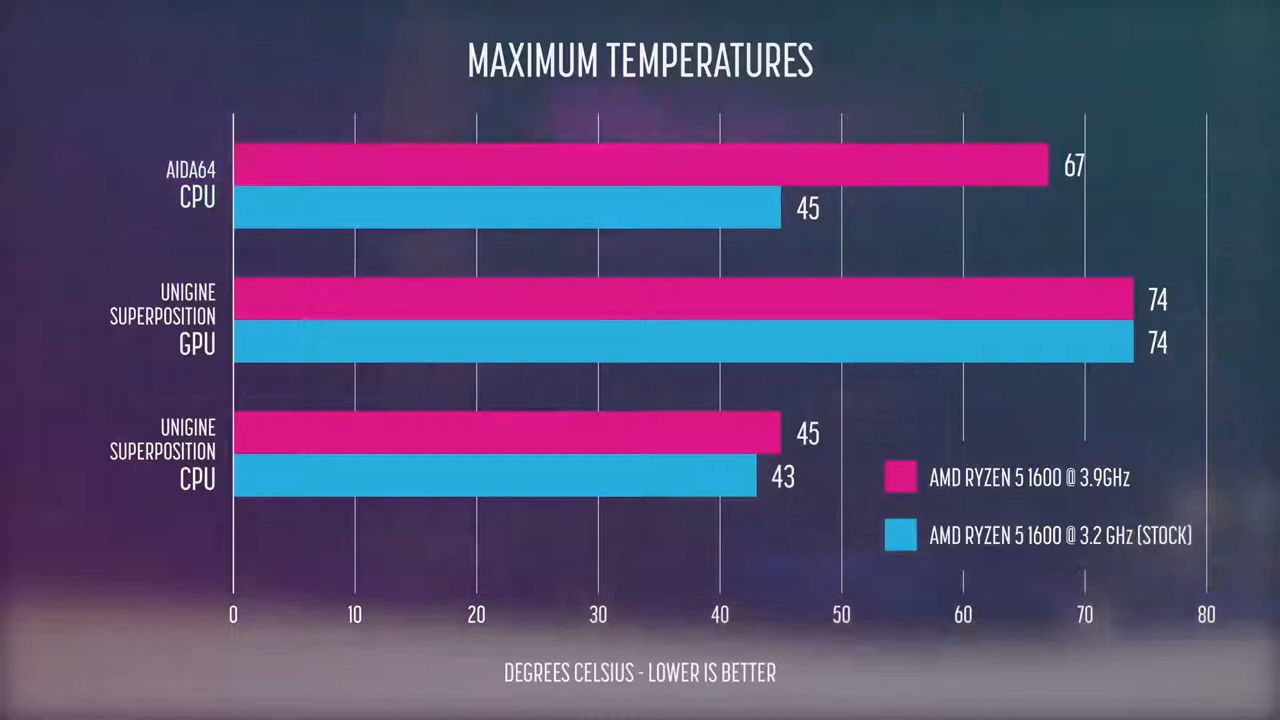 MAXIMUM TEMPERATURES
AIDA64
CPU
67
45
UNIGINE
SUPERPOSITION
GPU
74
74
UNIGINE
SUPERPOSITION
CPU
45
43
AMD RYZEN 5 1600 @ 3.9GHz
AMD RYZEN 5 1600 @ 3.2 GHz (STOCK)
0 10 20 30 40 50 60 70 80
DEGREES CELSIUS - LOWER IS BETTER